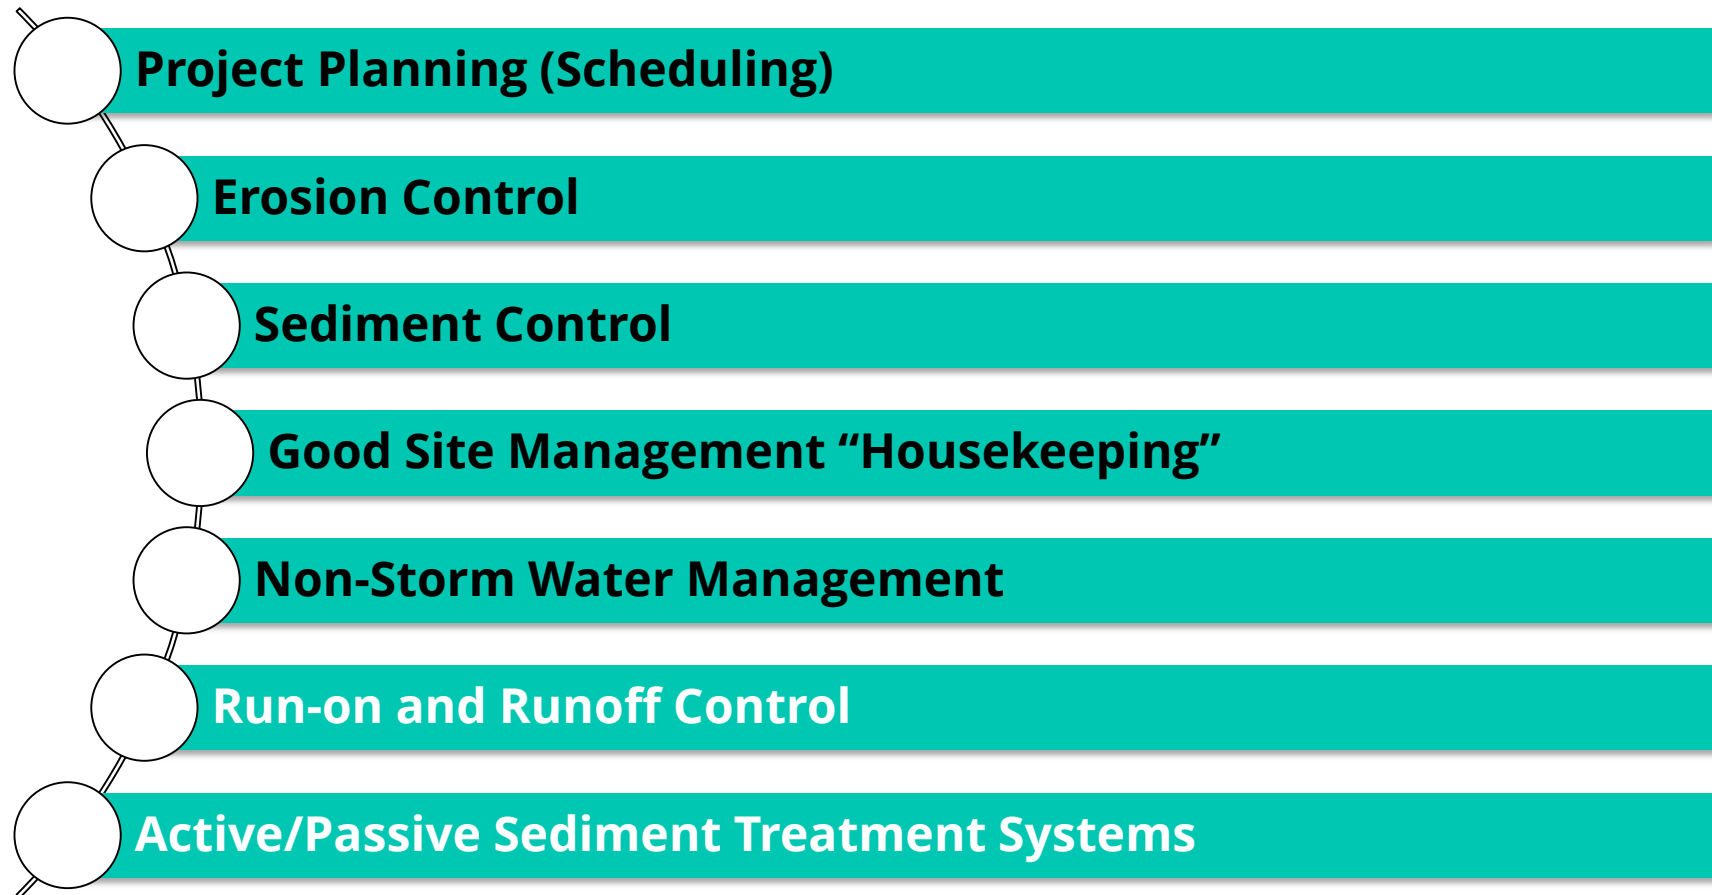 Project Planning (Scheduling)
Erosion Control
Sediment Control
Good Site Management “Housekeeping”
Non-Storm Water Management
Run-on and Runoff Control
Active/Passive Sediment Treatment Systems